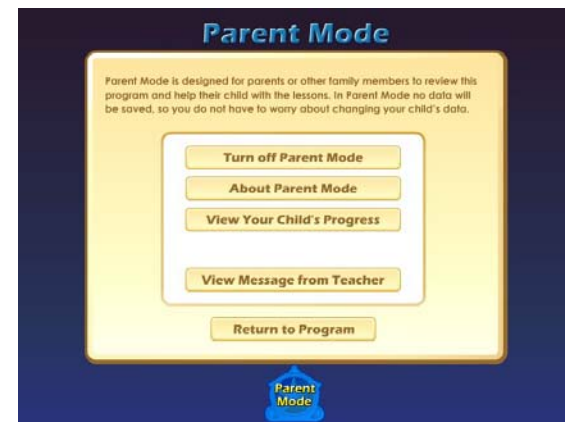 Parent Mode
Parent Mode is designed for parents or other family members to review this
program and help their child with the lessons. In Parent Mode no data will
be saved, so you do not have to worry about changing your child's data.
Turn off Parent Mode
About Parent Mode
View Your Child's Progress
View Message from Teacher
Return to Program
Parent
Mode